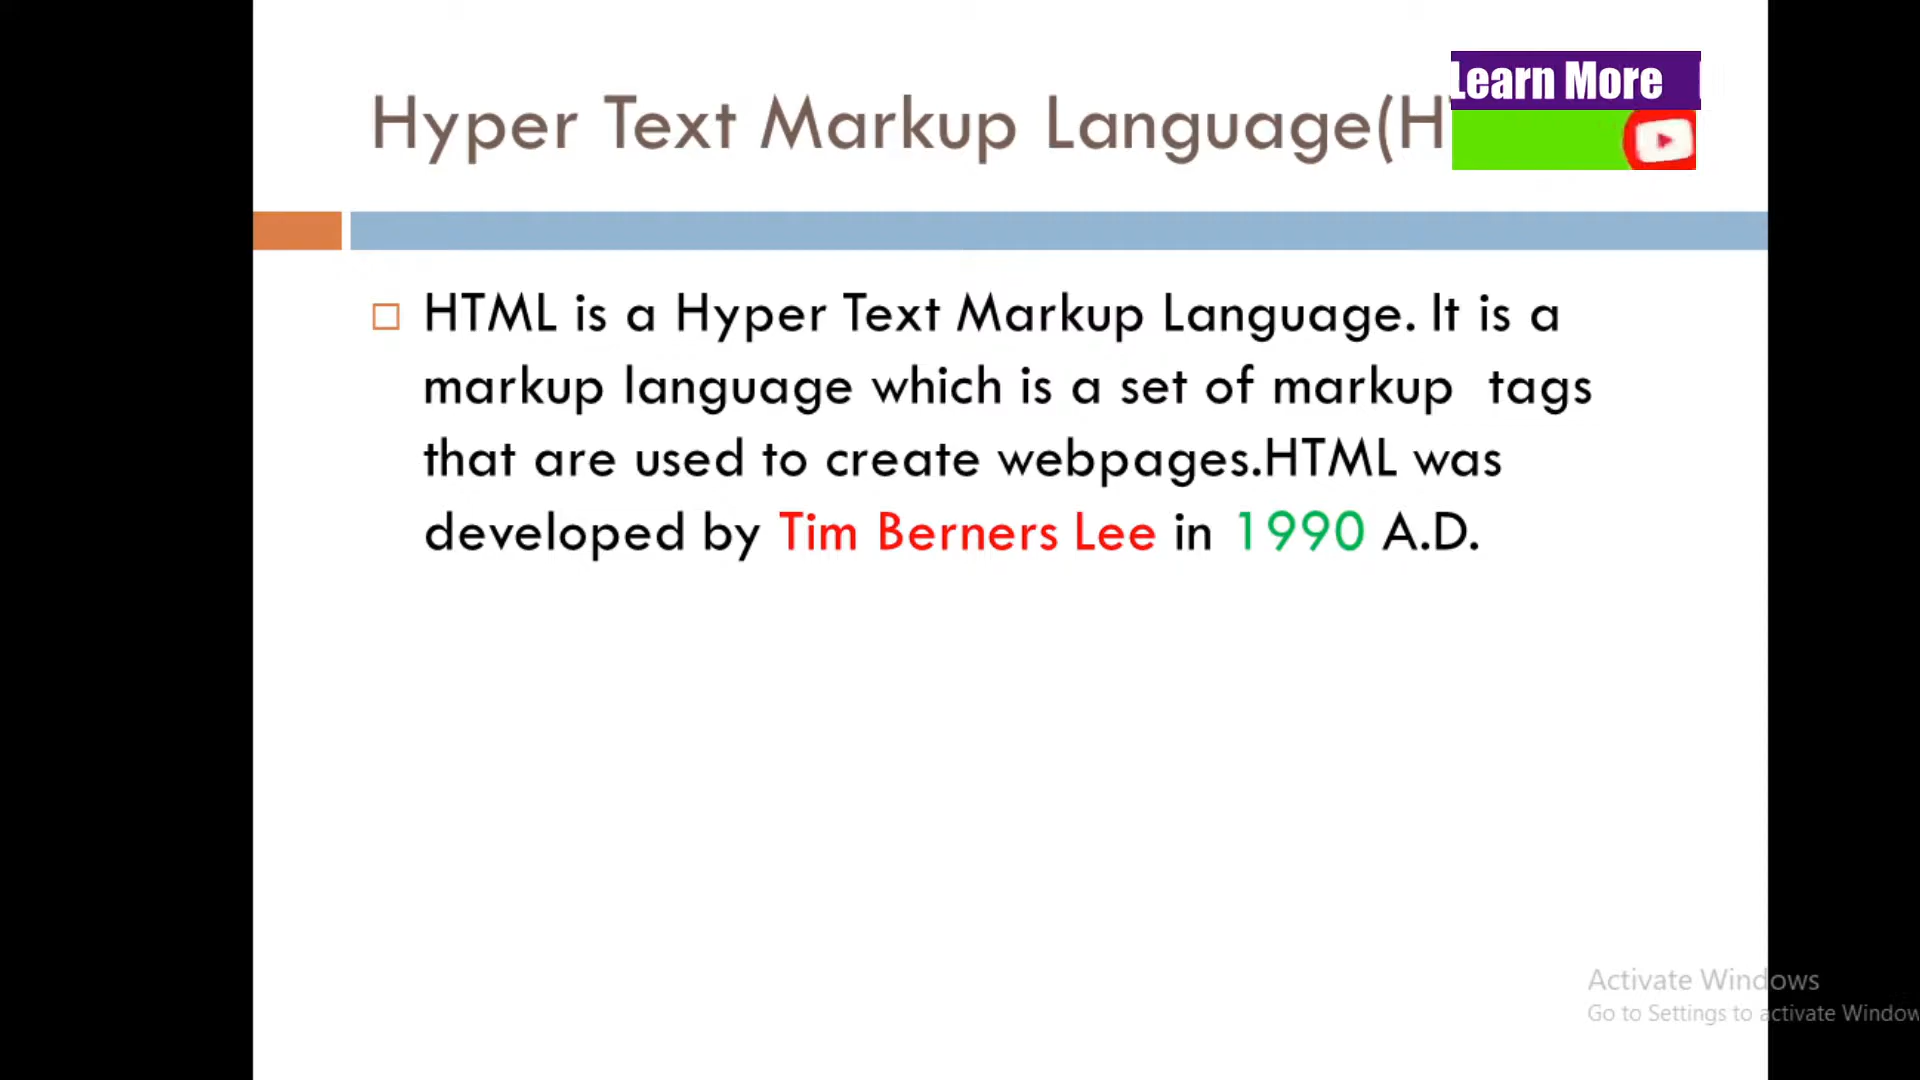 Learn More
Hyper Text Markup Language(H
HTML is a Hyper Text Markup Language. It is a
markup language which is a set of markup  tags
that are used to create webpages.HTML was
developed by Tim Berners Lee in 1990 A.D.
Activate Windows
Go to Settings to activate Window